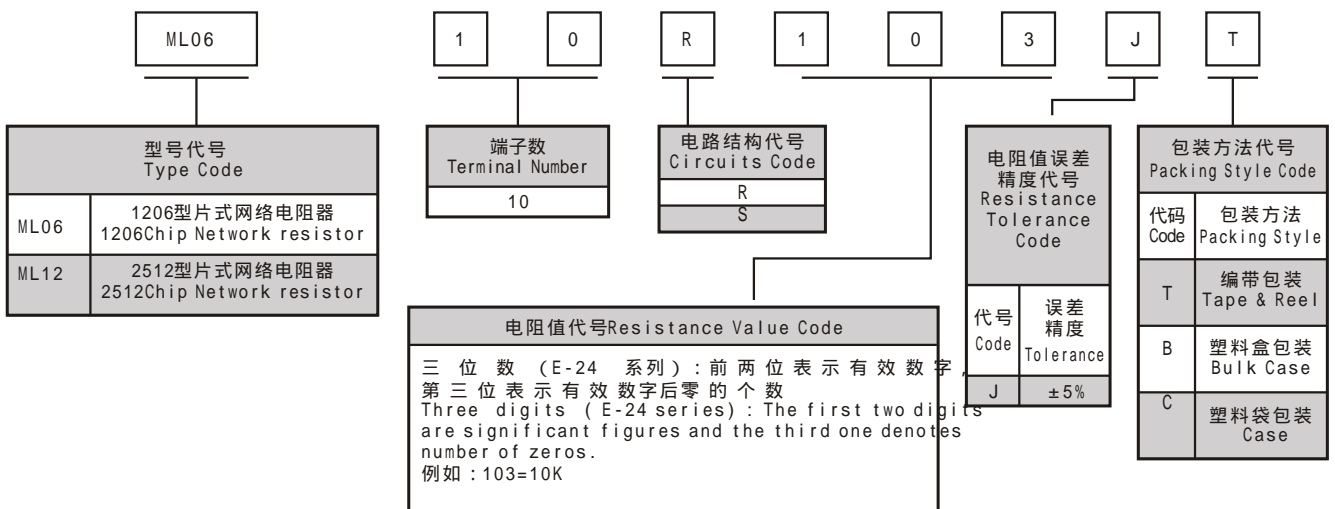 ML06 1 0 R 1 0 3 J T
型号代号
Type Code
ML06 1206型片式网络电阻器
1206Chip Network resistor
ML12 2512型片式网络电阻器
2512Chip Network resistor
端子数
Terminal Number
10
电路结构代号
Circuits Code
R
S
电阻值代号Resistance Value Code
三位数(E-24 系列):前两位表示有效数字,
第三位表示有效数字后零的个数
Three digits (E-24 series): The first two digits
are significant figures and the third one denotes
number of zeros.
例如:103=10K
电阻值误差
精度代号
Resistance
Tolerance
Code
代号
Code
误差
精度
Tolerance
J ±5%
包装方法代号
Packing Style Code
代码
Code
包装方法
Packing Style
T 编带包装
Tape & Reel
B 塑料盒包装
Bulk Case
C 塑料袋包装
Case